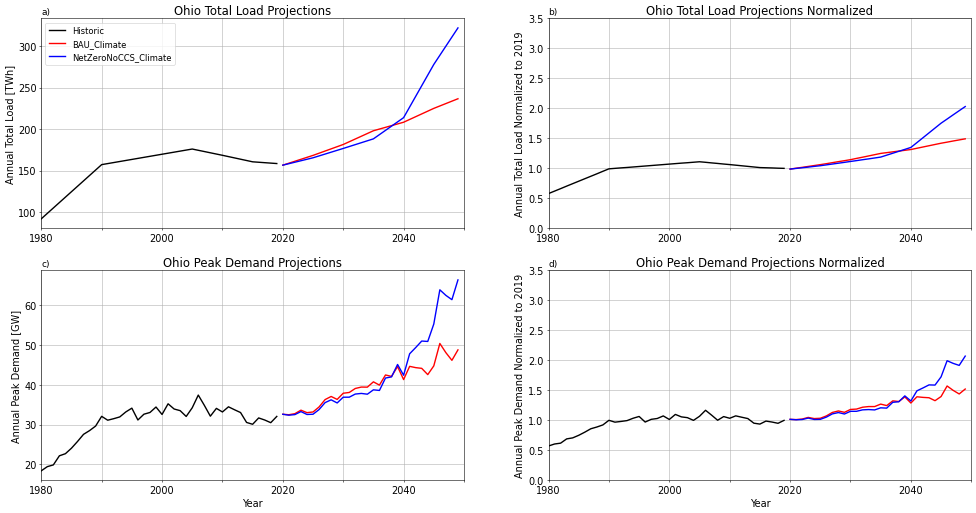 a)
Ohio Total Load Projections
Historic
BAU_Climate
NetZeroNoCCS_Climate
Annual Total Load [TWh]
300
250
200
150
100
1980
2000
2020
2040
b)
Ohio Total Load Projections Normalized
Annual Total Load Normalized to 2019
3.5
3.0
2.5
2.0
1.5
1.0
0.5
0.0
1980
2000
2020
2040
c)
Ohio Peak Demand Projections
Annual Peak Demand [GW]
60
50
40
30
20
1980
2000
2020
2040
Year
d)
Ohio Peak Demand Projections Normalized
Annual Peak Demand Normalized to 2019
3.5
3.0
2.5
2.0
1.5
1.0
0.5
0.0
1980
2000
2020
2040
Year